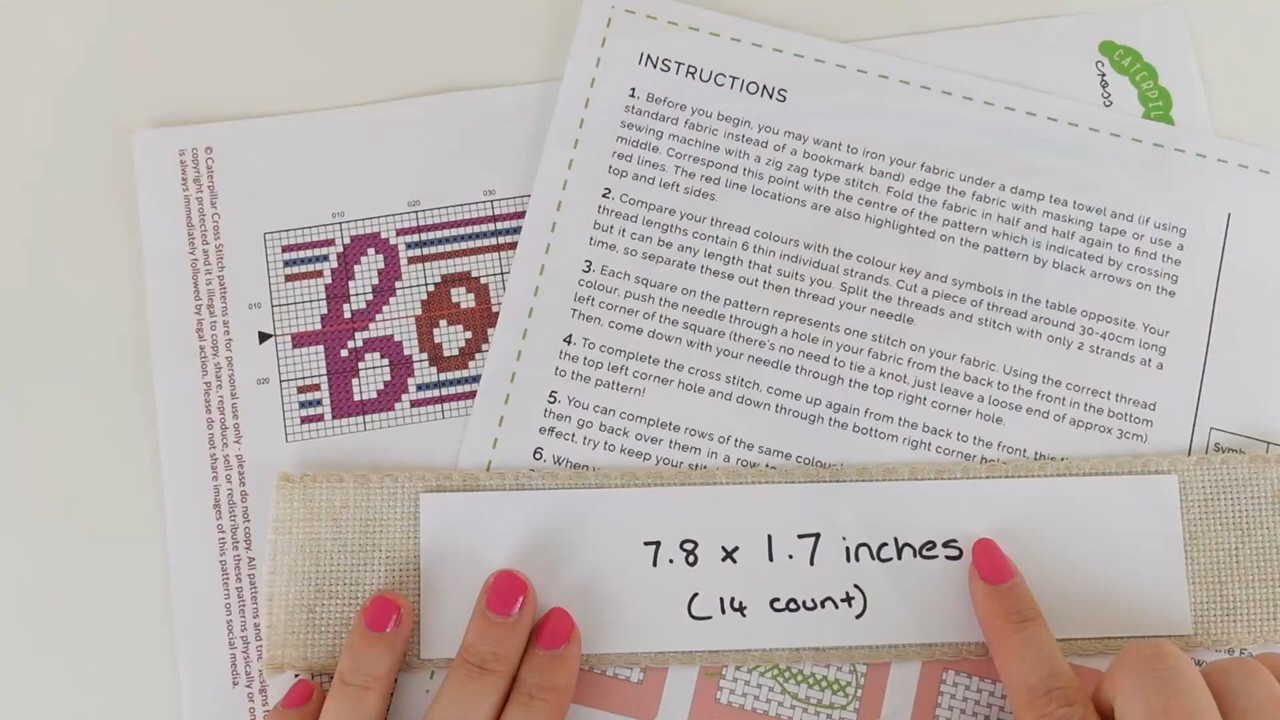 CATERPIL
cross
INSTRUCTIONS
1. Before you begin, you may want to iron your fabric under a damp tea towel and (if using
standard fabric instead of a bookmark band) edge the fabric with masking tape or use a
sewing machine with a zig zag type stitch. Fold the fabric in half and half again to find the
middle. Correspond this point with the centre of the pattern which is indicated by crossing
red lines. The red line locations are also highlighted on the pattern by black arrows on the
top and left sides.
2. Compare your thread colours with the colour key and symbols in the table opposite. Your
thread lengths contain 6 thin individual strands. Cut a piece of thread around 30-40cm long
but it can be any length that suits you. Split the threads and stitch with only 2 strands at a
time, so separate these out then thread your needle.
3. Each square on the pattern represents one stitch on your fabric. Using the correct thread
colour, push the needle through a hole in your fabric from the back to the front in the bottom
left corner of the square (there's no need to tie a knot, just leave a loose end of approx 3cm).
Then, come down with your needle through the top right corner hole.
4. To complete the cross stitch, come up again from the back to the front, this
the top left corner hole and down through the bottom right corner
to the pattern!
5. You can complete rows of the same colou
then go back over them in a row
effect, try to keep your
6. When
Symb
© Caterpillar Cross Stitch patterns are for personal use only - please do not copy. All patterns and
copyright protected and it is illegal to copy, share, reproduce, sell or redistribute these patterns physically or
is always immediately followed by legal action. Please do not share images of this pattern on social media.
010
020
030
010
020
7.8 x 1.7 inches
(14 count)